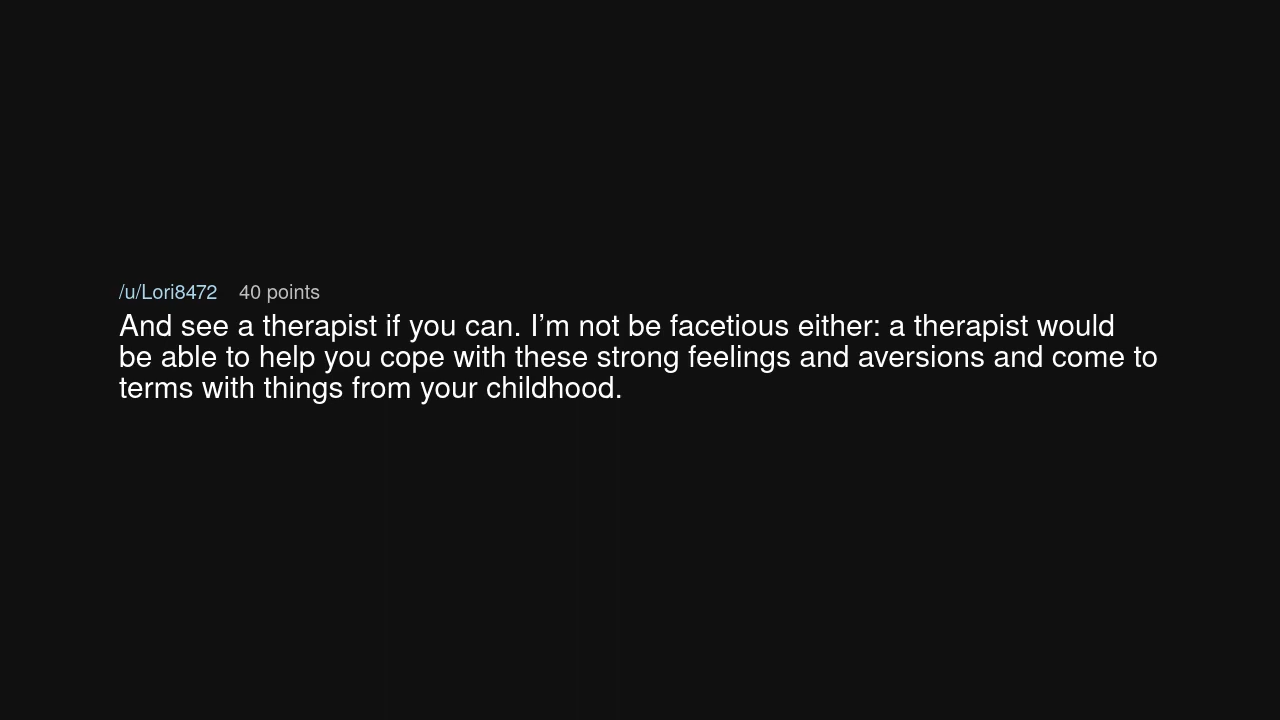 /u/Lori8472 40 points
And see a therapist if you can. I’m not be facetious either: a therapist would
be able to help you cope with these strong feelings and aversions and come to
terms with things from your childhood.